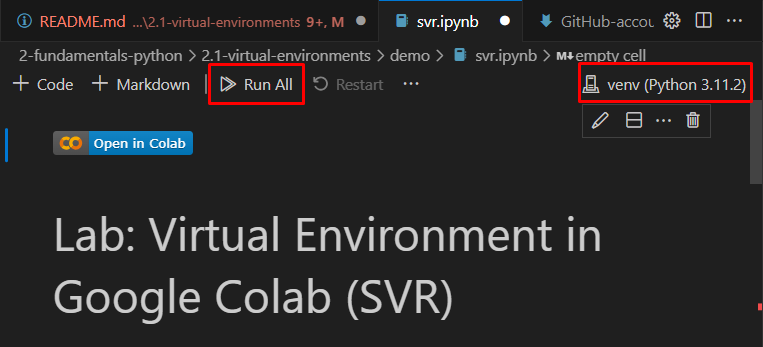 README.md ...\2.1-virtual-environments 9+, M svr.ipynb GitHub-accou
2-fundamentals-python > 2.1-virtual-environments > demo > svr.ipynb > M↓empty cell
+ Code + Markdown Run All Restart ... venv (Python 3.11.2)
...
Open in Colab
Lab: Virtual Environment in
Google Colab (SVR)